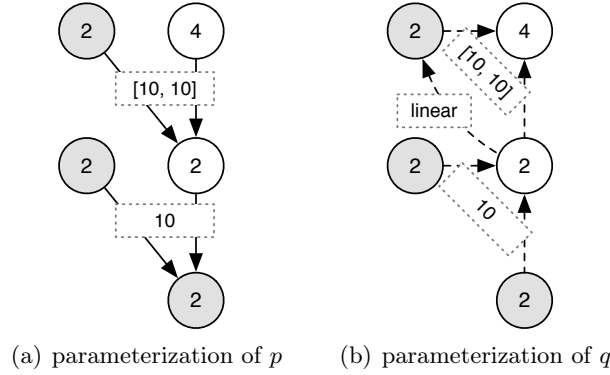 2 4 2 4
[10, 10] [10, 10]
linear
2 2 2 2
10 10
2 2
(a) parameterization of p (b) parameterization of q